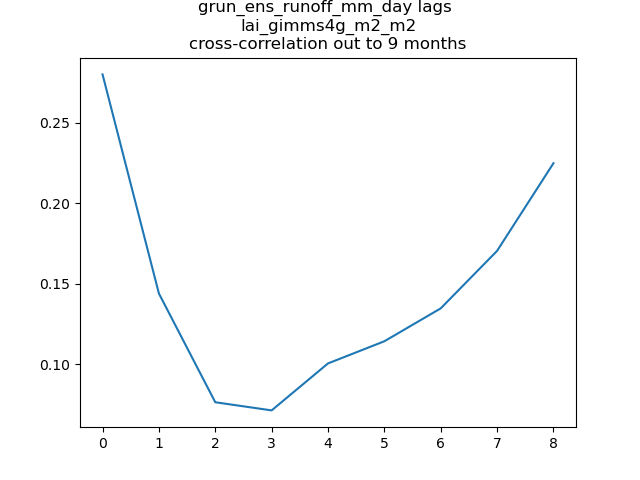 grun_ens_runoff_mm_day lags
lai_gimms4g_m2_m2
cross-correlation out to 9 months
0.25
0.20
0.15
0.10
0 1 2 3 4 5 6 7 8